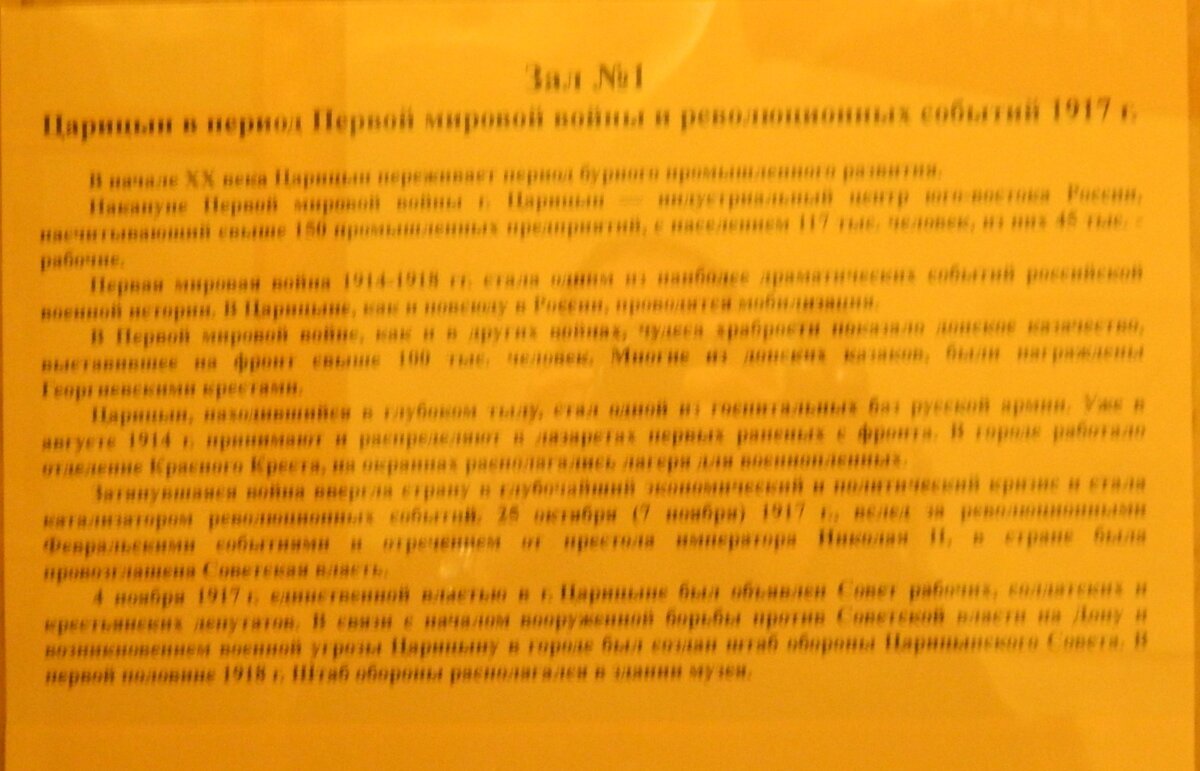 Зал №1
Царицын в период Первой мировой войны и революционных событий 1917 г.
В начале XX века Царицын переживает период бурного промышленного развития.
Накануне Первой мировой войны г. Царицын — индустриальный центр юго-востока России,
насчитывающий свыше 150 промышленных предприятий, с населением 117 тыс. человек, из них 45 тыс. -
рабочие.
Первая мировая война 1914-1918 гг. стала одним из наиболее драматических событий российской
военной истории. В Царицыне, как и повсюду в России, проводятся мобилизация.
В Первой мировой войне, как и в других войнах, чудеса храбрости показало донское казачество,
выставившее на фронт свыше 100 тыс. человек. Многие из донских казаков, были награждены
Георгиевскими крестами.
Царицын, находившийся в глубоком тылу, стал одной из госпитальных баз русской армии. Уже в
августе 1914 г. принимают и распределяют в лазаретах первых раненых с фронта. В городе работало
отделение Красного Креста, на окраинах располагались лагеря для военнопленных.
Затянувшаяся война ввергла страну в глубочайший экономический и политический кризис и стала
катализатором революционных событий. 25 октября (7 ноября) 1917 г., вслед за революционными
Февральскими событиями и отречением от престола императора Николая II, в стране была
провозглашена Советская власть.
4 ноября 1917 г. единственной властью в г. Царицыне был объявлен Совет рабочих, солдатских и
крестьянских депутатов. В связи с началом вооруженной борьбы против Советской власти на Дону и
возникновением военной угрозы Царицыну в городе был создан штаб обороны Царицынского Совета. В
первой половине 1918 г. Штаб обороны располагался в здании музея.